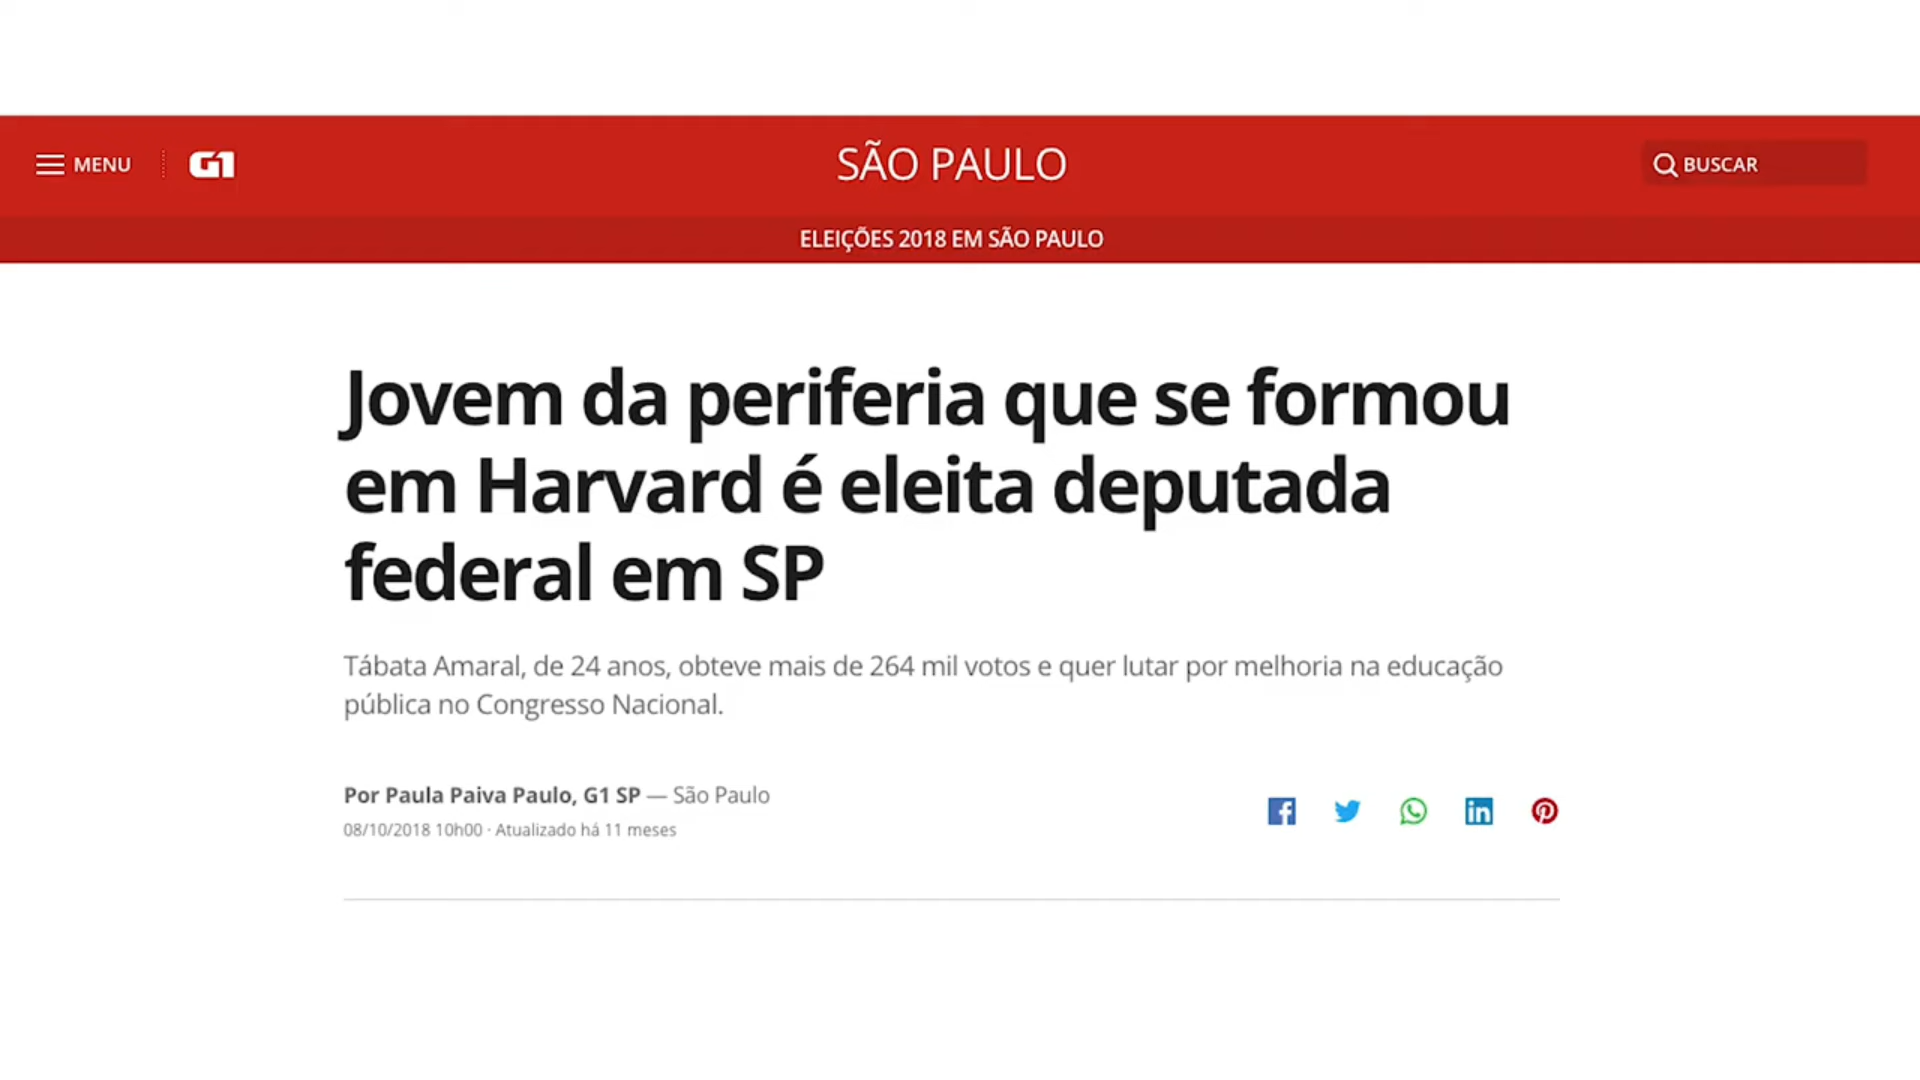 MENU
G1
SÃO PAULO
BUSCAR
ELEIÇÕES 2018 EM SÃO PAULO
Jovem da periferia que se formou
em Harvard é eleita deputada
federal em SP
Tábata Amaral, de 24 anos, obteve mais de 264 mil votos e quer lutar por melhoria na educação
pública no Congresso Nacional.
Por Paula Paiva Paulo, G1 SP — São Paulo
08/10/2018 10h00 · Atualizado há 11 meses